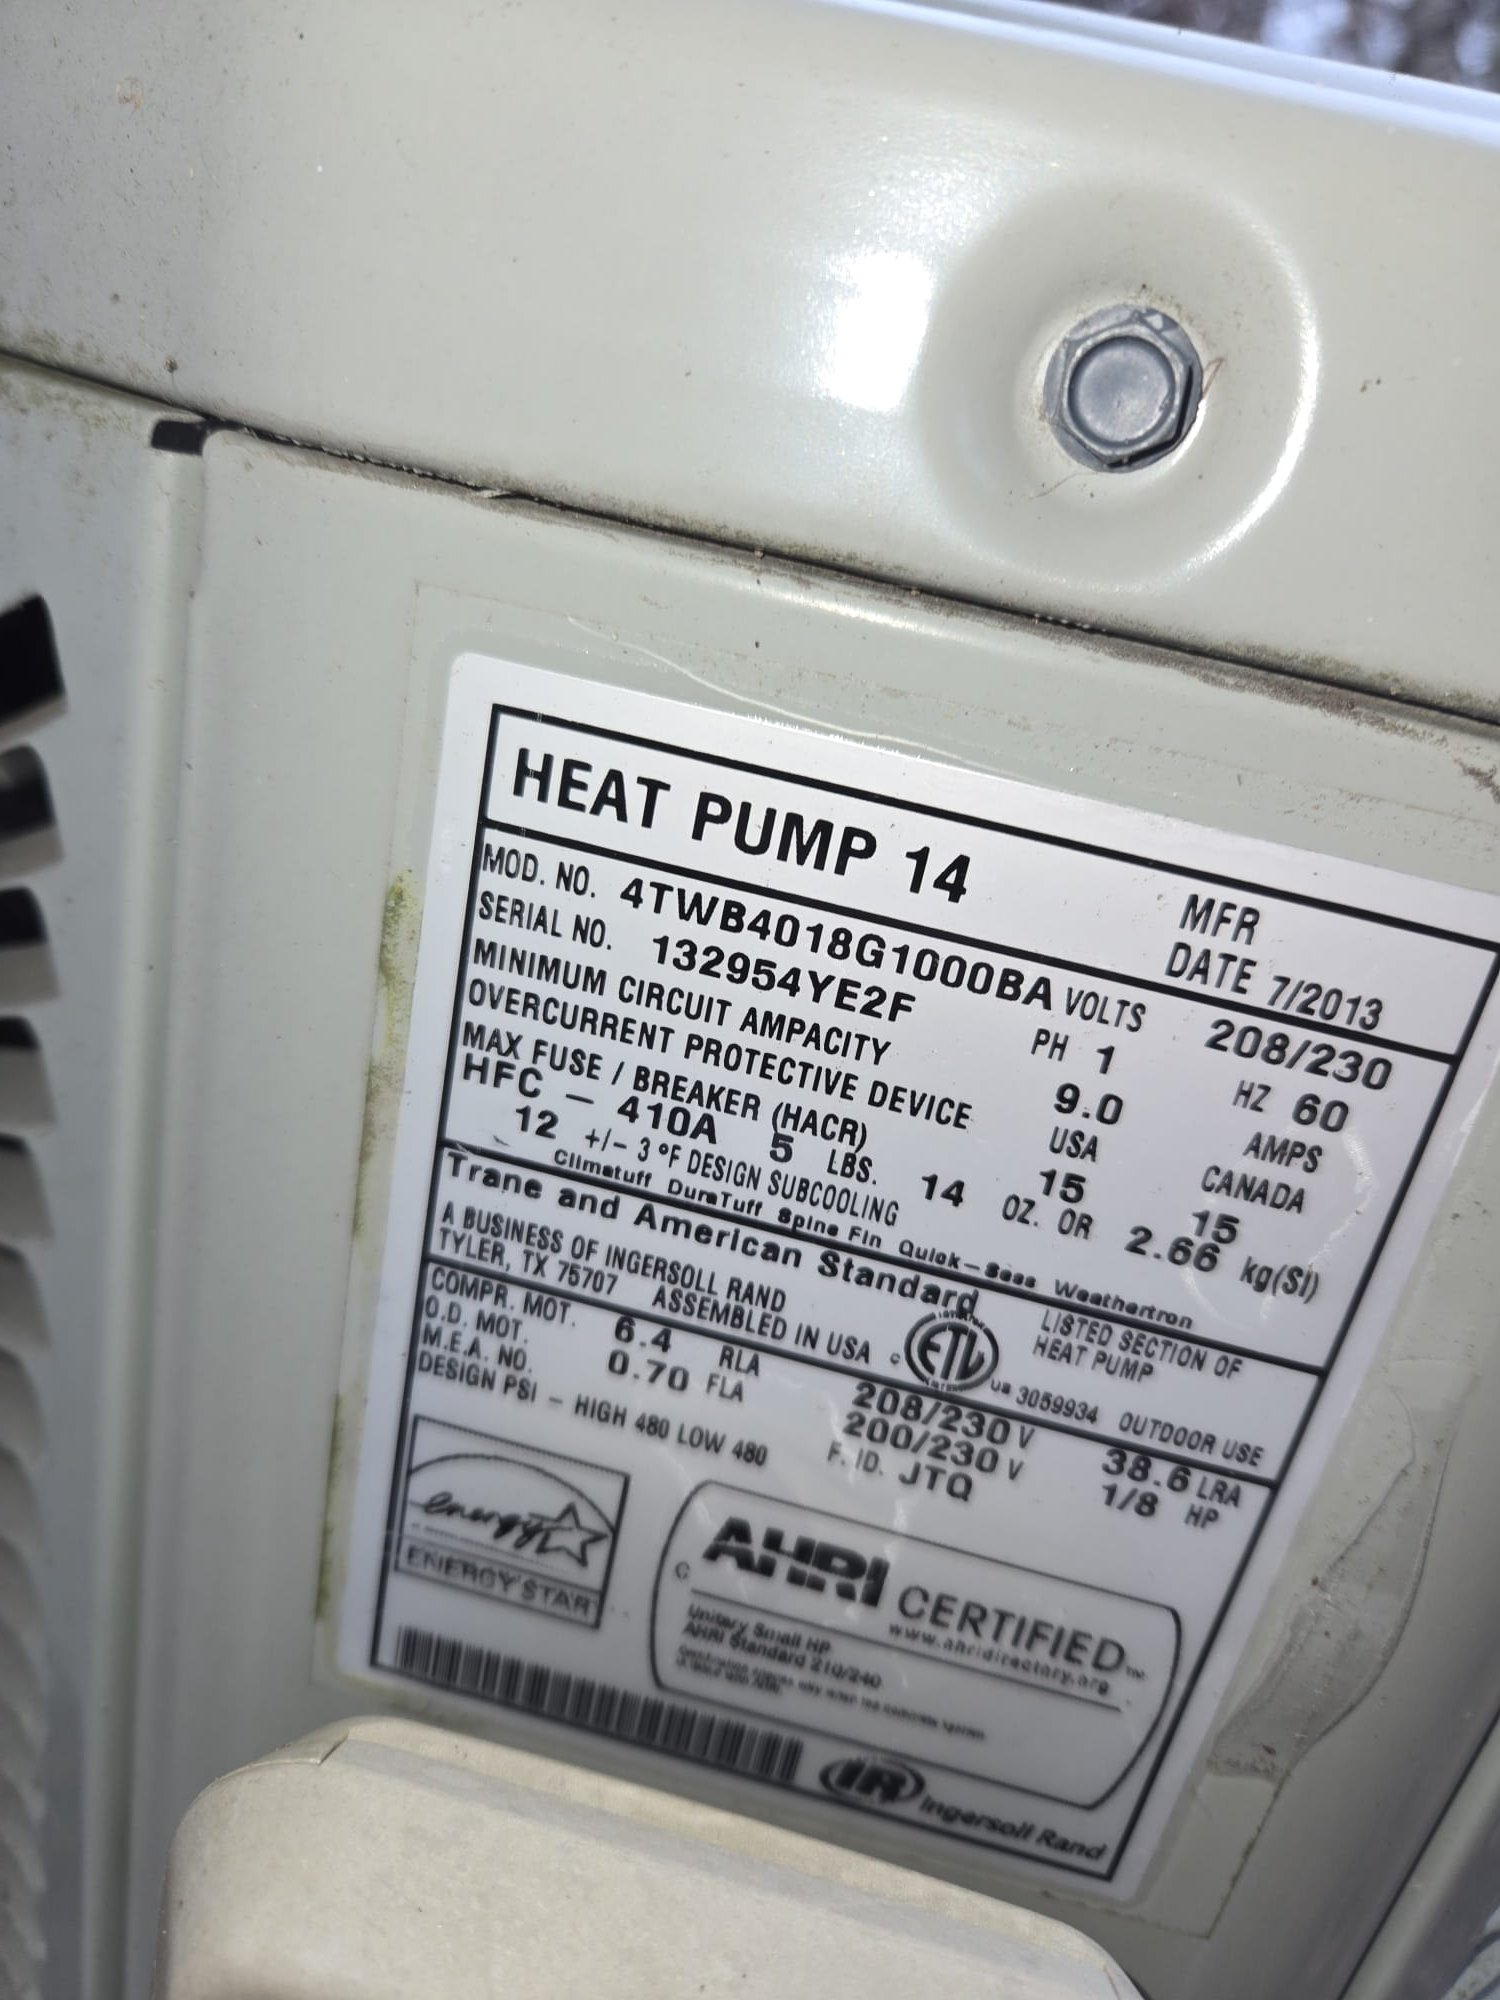 HEAT PUMP 14
MFR
DATE 7/2013
MOD. NO. 4TWB4018G1000BA VOLTS 208/230
SERIAL NO. 132954YE2F PH 1 HZ 60
MINIMUM CIRCUIT AMPACITY 9.0 AMPS
OVERCURRENT PROTECTIVE DEVICE USA CANADA
MAX FUSE / BREAKER (HACR) 15 15
HFC - 410A 5 LBS. 14 OZ. OR 2.66 kg(SI)
12 +/- 3 °F DESIGN SUBCOOLING
Climatuff DuraTuff Spine Fin Quick-Sess Weathertron
Trane and American Standard
A BUSINESS OF INGERSOLL RAND
TYLER, TX 75707 ASSEMBLED IN USA
c ETL us 3059934
LISTED SECTION OF
HEAT PUMP
OUTDOOR USE
COMPR. MOT. 6.4 RLA 208/230 V 38.6 LRA
O.D. MOT. 0.70 FLA 200/230 V 1/8 HP
M.E.A. NO. F. ID. JTQ
DESIGN PSI - HIGH 480 LOW 480
energy
ENERGY STAR
C AHRI CERTIFIED™
www.ahridirectory.org
Unitary Small HP
AHRI Standard 210/240
IR Ingersoll Rand